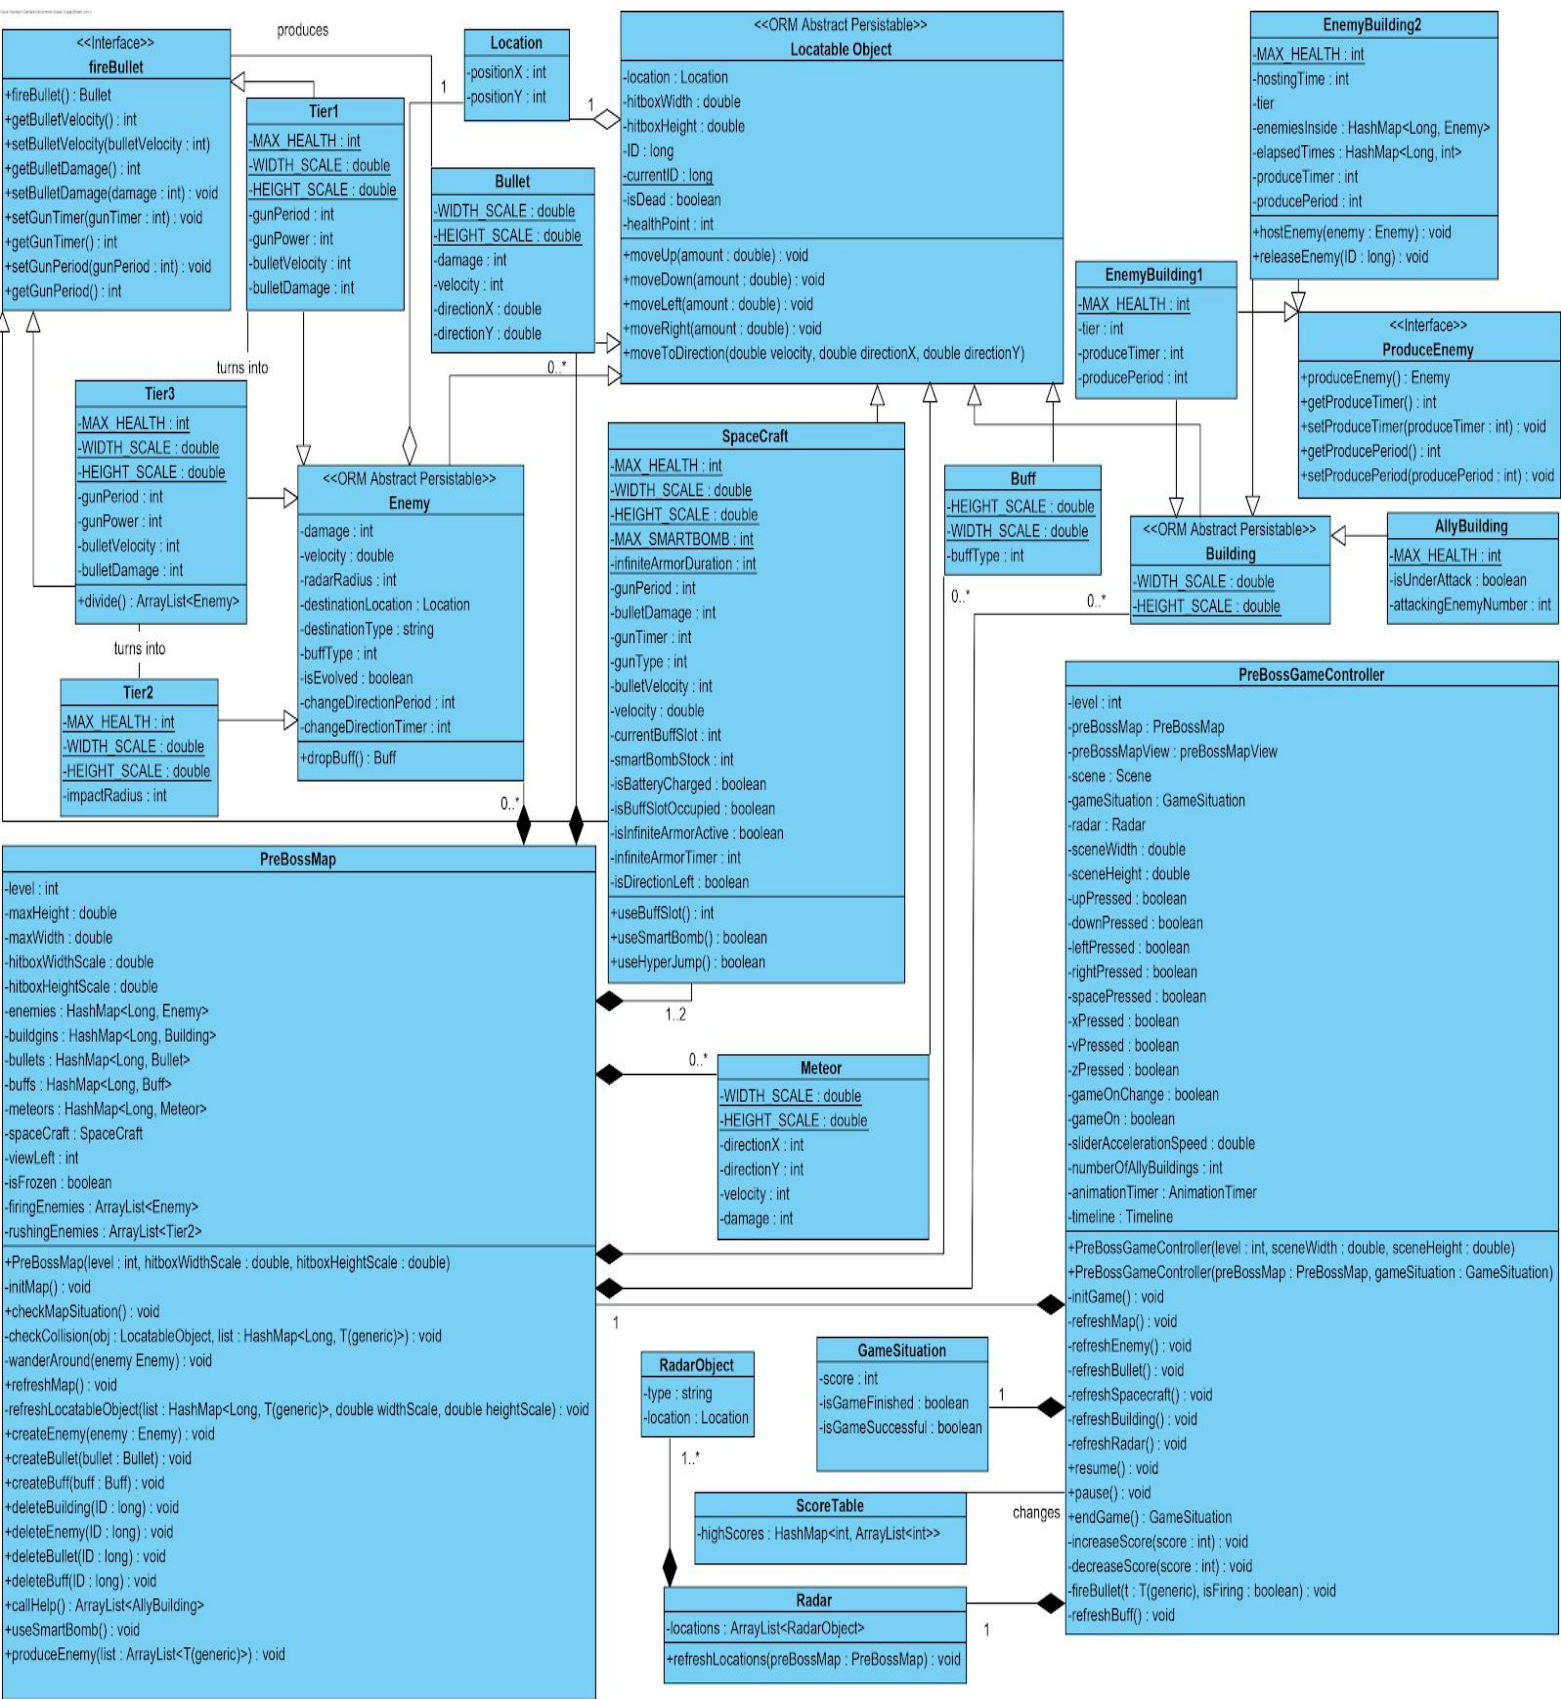 produces
<<Interface>>
fireBullet
+fireBullet() : Bullet
+getBulletVelocity() : int
+setBulletVelocity(bulletVelocity : int)
+getBulletDamage() : int
+setBulletDamage(damage : int) : void
+setGunTimer(gunTimer : int) : void
+getGunTimer() : int
+setGunPeriod(gunPeriod : int) : void
+getGunPeriod() : int
Tier1
-MAX_HEALTH : int
-WIDTH_SCALE : double
-HEIGHT_SCALE : double
-gunPeriod : int
-gunPower : int
-bulletVelocity : int
-bulletDamage : int
Location
-positionX : int
-positionY : int
1
1
<<ORM Abstract Persistable>>
Locatable Object
-location : Location
-hitboxWidth : double
-hitboxHeight : double
-ID : long
-currentID : long
-isDead : boolean
-healthPoint : int
+moveUp(amount : double) : void
+moveDown(amount : double) : void
+moveLeft(amount : double) : void
+moveRight(amount : double) : void
+moveToDirection(double velocity, double directionX, double directionY)
EnemyBuilding2
-MAX_HEALTH : int
-hostingTime : int
-tier
-enemiesInside : HashMap<Long, Enemy>
-elapsedTimes : HashMap<Long, int>
-produceTimer : int
-producePeriod : int
+hostEnemy(enemy : Enemy) : void
+releaseEnemy(ID : long) : void
Bullet
-WIDTH_SCALE : double
-HEIGHT_SCALE : double
-damage : int
-velocity : int
-directionX : double
-directionY : double
0..*
EnemyBuilding1
-MAX_HEALTH : int
-tier : int
-produceTimer : int
-producePeriod : int
<<Interface>>
ProduceEnemy
+produceEnemy() : Enemy
+getProduceTimer() : int
+setProduceTimer(produceTimer : int) : void
+getProducePeriod() : int
+setProducePeriod(producePeriod : int) : void
turns into
Tier3
-MAX_HEALTH : int
-WIDTH_SCALE : double
-HEIGHT_SCALE : double
-gunPeriod : int
-gunPower : int
-bulletVelocity : int
-bulletDamage : int
+divide() : ArrayList<Enemy>
turns into
Tier2
-MAX_HEALTH : int
-WIDTH_SCALE : double
-HEIGHT_SCALE : double
-impactRadius : int
<<ORM Abstract Persistable>>
Enemy
-damage : int
-velocity : double
-radarRadius : int
-destinationLocation : Location
-destinationType : string
-buffType : int
-isEvolved : boolean
-changeDirectionPeriod : int
-changeDirectionTimer : int
+dropBuff() : Buff
0..*
SpaceCraft
-MAX_HEALTH : int
-WIDTH_SCALE : double
-HEIGHT_SCALE : double
-MAX_SMARTBOMB : int
-infiniteArmorDuration : int
-gunPeriod : int
-bulletDamage : int
-gunTimer : int
-gunType : int
-bulletVelocity : int
-velocity : double
-currentBuffSlot : int
-smartBombStock : int
-isBatteryCharged : boolean
-isBuffSlotOccupied : boolean
-isInfiniteArmorActive : boolean
-infiniteArmorTimer : int
-isDirectionLeft : boolean
+useBuffSlot() : int
+useSmartBomb() : boolean
+useHyperJump() : boolean
1..2
Buff
-HEIGHT_SCALE : double
-WIDTH_SCALE : double
-buffType : int
0..*
0..*
<<ORM Abstract Persistable>>
Building
-WIDTH_SCALE : double
-HEIGHT_SCALE : double
AllyBuilding
-MAX_HEALTH : int
-isUnderAttack : boolean
-attackingEnemyNumber : int
PreBossMap
-level : int
-maxHeight : double
-maxWidth : double
-hitboxWidthScale : double
-hitboxHeightScale : double
-enemies : HashMap<Long, Enemy>
-buildgins : HashMap<Long, Building>
-bullets : HashMap<Long, Bullet>
-buffs : HashMap<Long, Buff>
-meteors : HashMap<Long, Meteor>
-spaceCraft : SpaceCraft
-viewLeft : int
-isFrozen : boolean
-firingEnemies : ArrayList<Enemy>
-rushingEnemies : ArrayList<Tier2>
+PreBossMap(level : int, hitboxWidthScale : double, hitboxHeightScale : double)
-initMap() : void
+checkMapSituation() : void
-checkCollision(obj : LocatableObject, list : HashMap<Long, T(generic)>) : void
-wanderAround(enemy Enemy) : void
+refreshMap() : void
-refreshLocatableObject(list : HashMap<Long, T(generic)>, double widthScale, double heightScale) : void
+createEnemy(enemy : Enemy) : void
+createBullet(bullet : Bullet) : void
+createBuff(buff : Buff) : void
+deleteBuilding(ID : long) : void
+deleteEnemy(ID : long) : void
+deleteBullet(ID : long) : void
+deleteBuff(ID : long) : void
+callHelp() : ArrayList<AllyBuilding>
+useSmartBomb() : void
+produceEnemy(list : ArrayList<T(generic)>) : void
0..*
Meteor
-WIDTH_SCALE : double
-HEIGHT_SCALE : double
-directionX : int
-directionY : int
-velocity : int
-damage : int
PreBossGameController
-level : int
-preBossMap : PreBossMap
-preBossMapView : preBossMapView
-scene : Scene
-gameSituation : GameSituation
-radar : Radar
-sceneWidth : double
-sceneHeight : double
-upPressed : boolean
-downPressed : boolean
-leftPressed : boolean
-rightPressed : boolean
-spacePressed : boolean
-xPressed : boolean
-vPressed : boolean
-zPressed : boolean
-gameOnChange : boolean
-gameOn : boolean
-sliderAccelerationSpeed : double
-numberOfAllyBuildings : int
-animationTimer : AnimationTimer
-timeline : Timeline
+PreBossGameController(level : int, sceneWidth : double, sceneHeight : double)
+PreBossGameController(preBossMap : PreBossMap, gameSituation : GameSituation)
-initGame() : void
-refreshMap() : void
-refreshEnemy() : void
-refreshBullet() : void
-refreshSpacecraft() : void
-refreshBuilding() : void
-refreshRadar() : void
+resume() : void
+pause() : void
+endGame() : GameSituation
-increaseScore(score : int) : void
-decreaseScore(score : int) : void
-fireBullet(t : T(generic), isFiring : boolean) : void
-refreshBuff() : void
1
RadarObject
-type : string
-location : Location
1..*
GameSituation
-score : int
-isGameFinished : boolean
-isGameSuccessful : boolean
1
ScoreTable
-highScores : HashMap<int, ArrayList<int>>
changes
Radar
-locations : ArrayList<RadarObject>
+refreshLocations(preBossMap : PreBossMap) : void
1